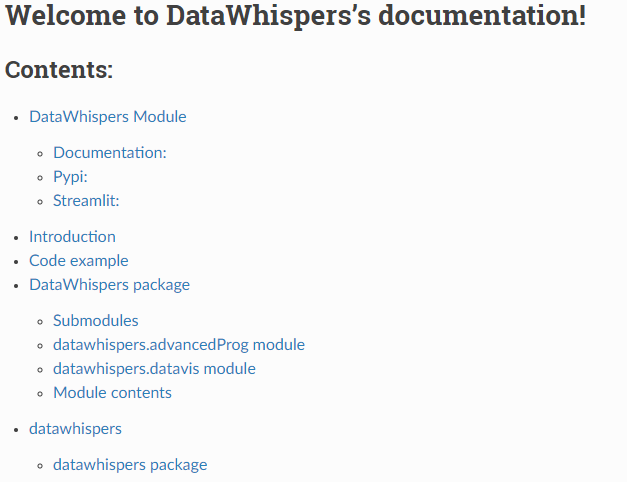 Welcome to DataWhispers’s documentation!
Contents:
DataWhispers Module
Documentation:
Pypi:
Streamlit:
Introduction
Code example
DataWhispers package
Submodules
datawhispers.advancedProg module
datawhispers.datavis module
Module contents
datawhispers
datawhispers package